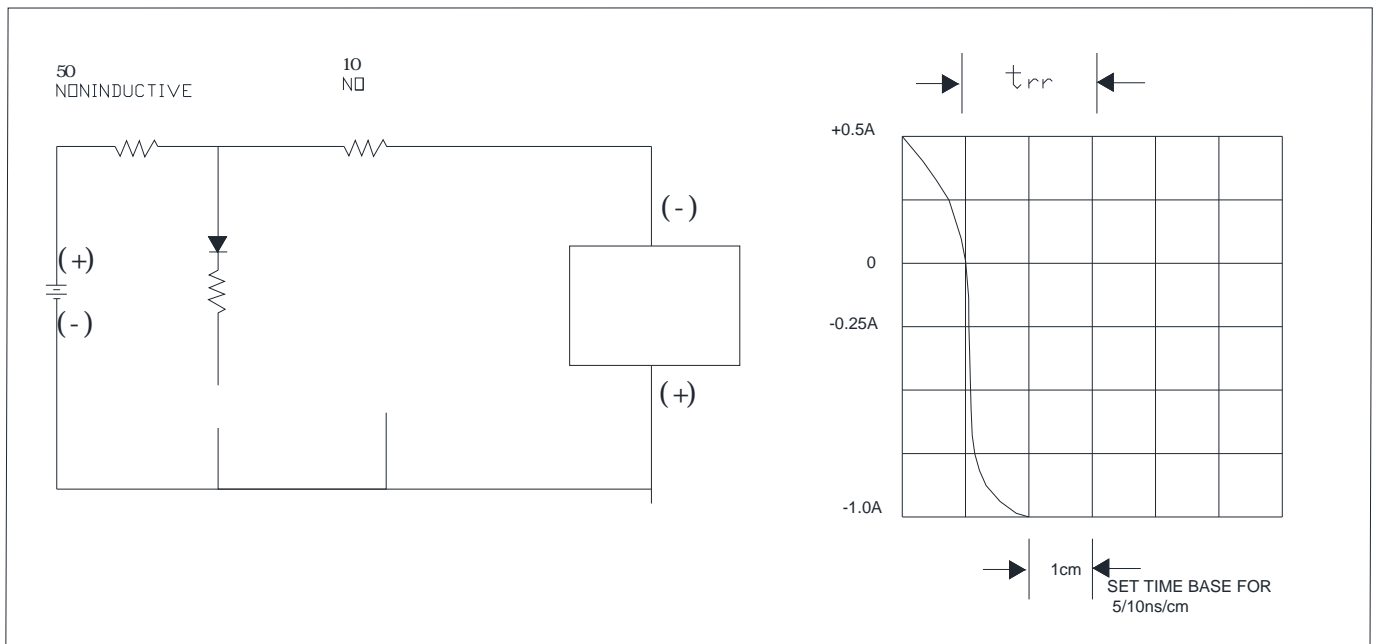 50
NONINDUCTIVE
10
NO
(+)
(-)
(-)
(+)
trr
+0.5A
0
-0.25A
-1.0A
1cm
SET TIME BASE FOR
5/10ns/cm